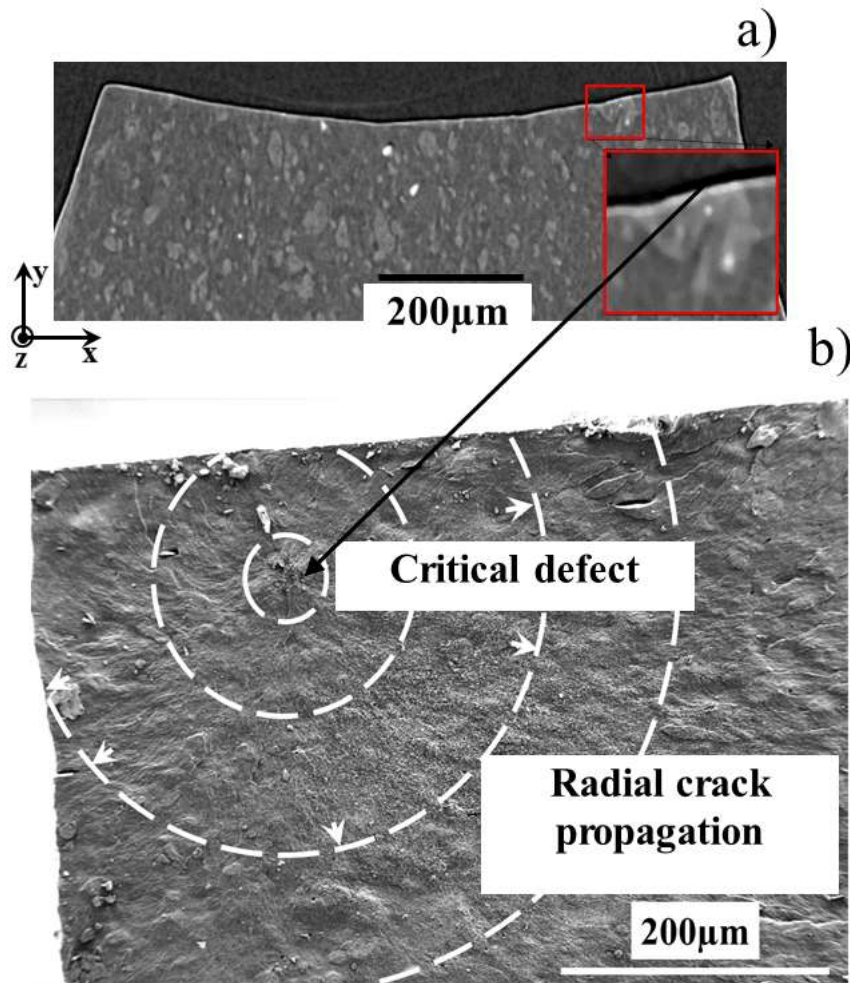 a)
y
200µm
z
x
b)
Critical defect
Radial crack
propagation
200µm